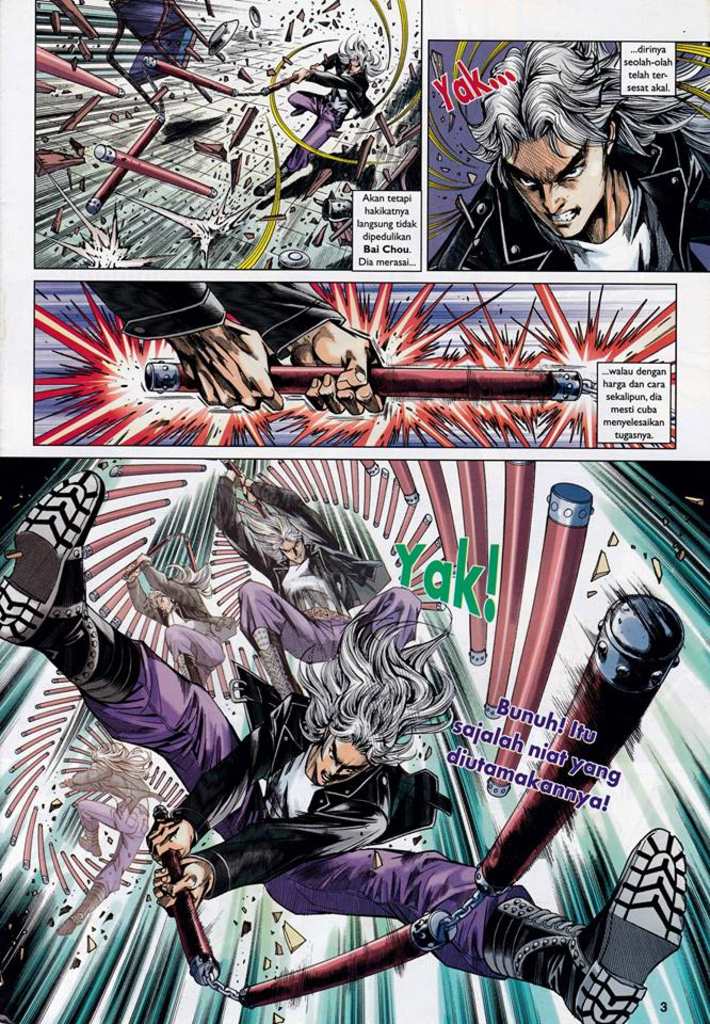 Akan tetapi
hakikatnya
langsung tidak
dipedulikan
Bai Chou.
Dia merasai...
Yak...
...dirinya
seolah-olah
telah ter-
sesat akal.
...walau dengan
harga dan cara
sekalipun, dia
mesti cuba
menyelesaikan
tugasnya.
Yak!
Bunuh! Itu
sajalah niat yang
diutamakannya!
3